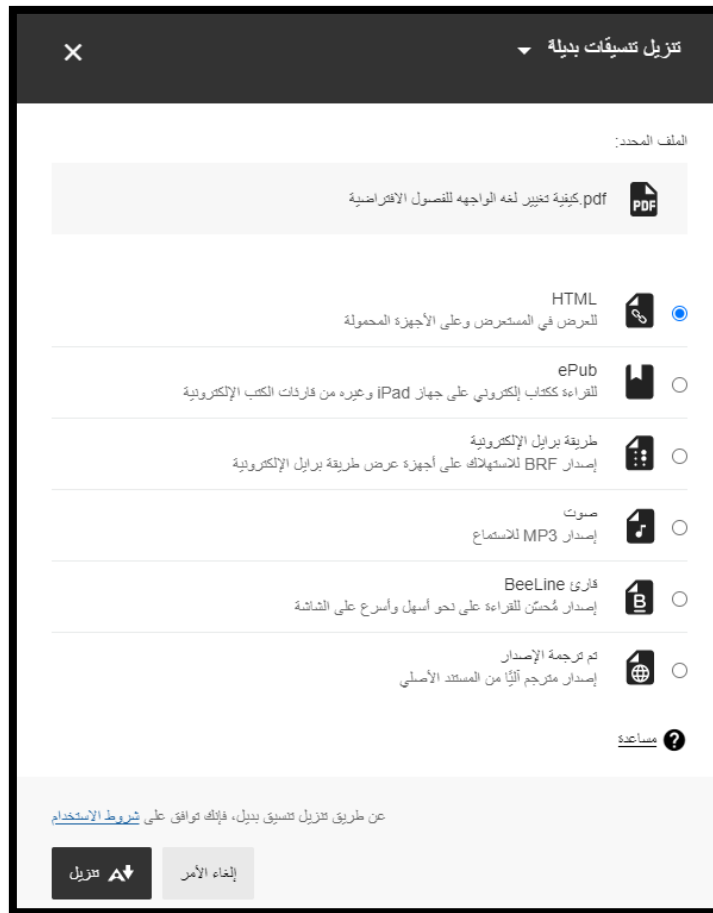 تنزيل تنسيقات بديلة
الملف المحدد:
كيفية تغيير لغه الواجهه للفصول الافتراضية.pdf
PDF
HTML
للعرض في المستعرض وعلى الأجهزة المحمولة
ePub
للقراءة ككتاب إلكتروني على جهاز iPad وغيره من قارئات الكتب الإلكترونية
طريقة برايل الإلكترونية
إصدار BRF للاستهلاك على أجهزة عرض طريقة برايل الإلكترونية
صوت
إصدار MP3 للاستماع
قارئ BeeLine
إصدار مُحسّن للقراءة على نحو أسهل وأسرع على الشاشة
تم ترجمة الإصدار
إصدار مترجم آليًا من المستند الأصلي
مساعدة
عن طريق تنزيل تنسيق بديل، فإنك توافق على شروط الاستخدام
إلغاء الأمر
تنزيل